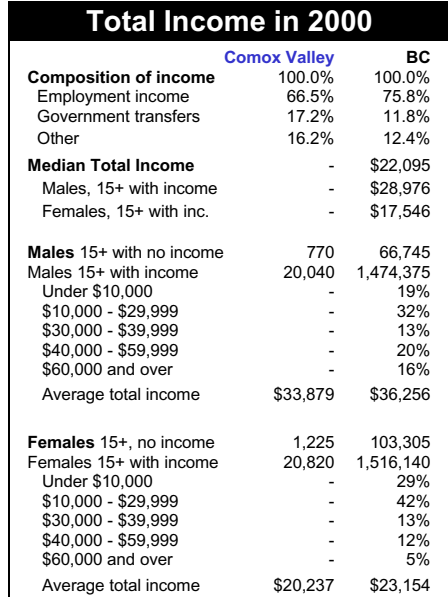 Total Income in 2000
Comox Valley BC
Composition of income 100.0% 100.0%
Employment income 66.5% 75.8%
Government transfers 17.2% 11.8%
Other 16.2% 12.4%
Median Total Income - $22,095
Males, 15+ with income - $28,976
Females, 15+ with inc. - $17,546
Males 15+ with no income 770 66,745
Males 15+ with income 20,040 1,474,375
Under $10,000 - 19%
$10,000 - $29,999 - 32%
$30,000 - $39,999 - 13%
$40,000 - $59,999 - 20%
$60,000 and over - 16%
Average total income $33,879 $36,256
Females 15+, no income 1,225 103,305
Females 15+ with income 20,820 1,516,140
Under $10,000 - 29%
$10,000 - $29,999 - 42%
$30,000 - $39,999 - 13%
$40,000 - $59,999 - 12%
$60,000 and over - 5%
Average total income $20,237 $23,154